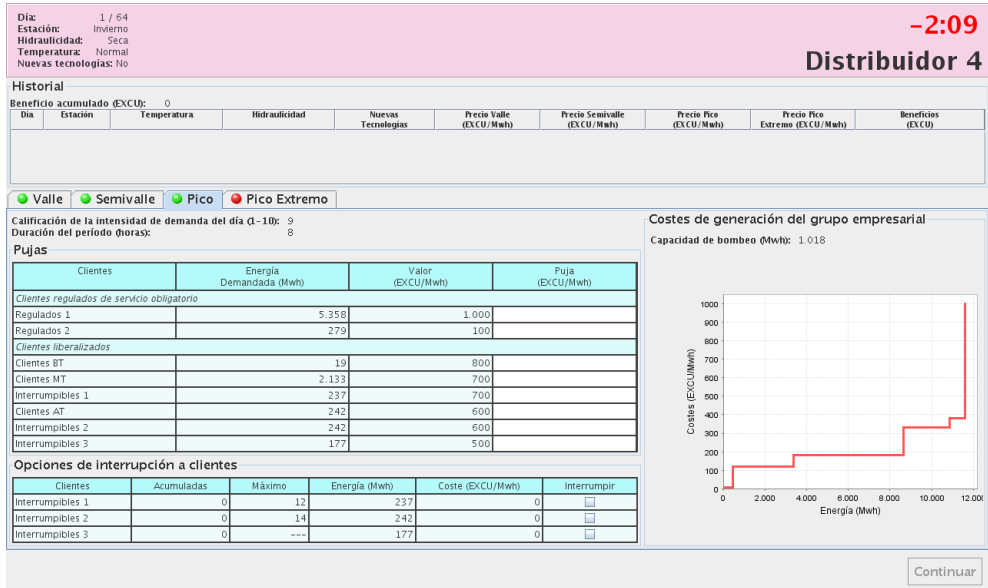 Día: 1 / 64
Estación: Invierno
Hidraulicidad: Seca
Temperatura: Normal
Nuevas tecnologías: No
-2:09
Distribuidor 4
Historial
Beneficio acumulado (EXCU): 0
Día Estación Temperatura Hidraulicidad Nuevas Tecnologías Precio Valle (EXCU/Mwh) Precio Semivalle (EXCU/Mwh) Precio Pico (EXCU/Mwh) Precio Pico Extremo (EXCU/Mwh) Beneficios (EXCU)
Valle Semivalle Pico Pico Extremo
Calificación de la intensidad de demanda del día (1-10): 9
Duración del período (horas): 8
Pujas
Clientes Energía Demandada (Mwh) Valor (EXCU/Mwh) Puja (EXCU/Mwh)
Clientes regulados de servicio obligatorio
Regulados 1 5.358 1.000
Regulados 2 279 100
Clientes liberalizados
Clientes BT 19 800
Clientes MT 2.133 700
Interrumpibles 1 237 700
Clientes AT 242 600
Interrumpibles 2 242 600
Interrumpibles 3 177 500
Opciones de interrupción a clientes
Clientes Acumuladas Máximo Energía (Mwh) Coste (EXCU/Mwh) Interrumpir
Interrumpibles 1 0 12 237 0
Interrumpibles 2 0 14 242 0
Interrumpibles 3 0 --- 177 0
Costes de generación del grupo empresarial
Capacidad de bombeo (Mwh): 1.018
Costes (EXCU/Mwh)
1000
900
800
700
600
500
400
300
200
100
0
0 2.000 4.000 6.000 8.000 10.000 12.000
Energía (Mwh)
Continuar